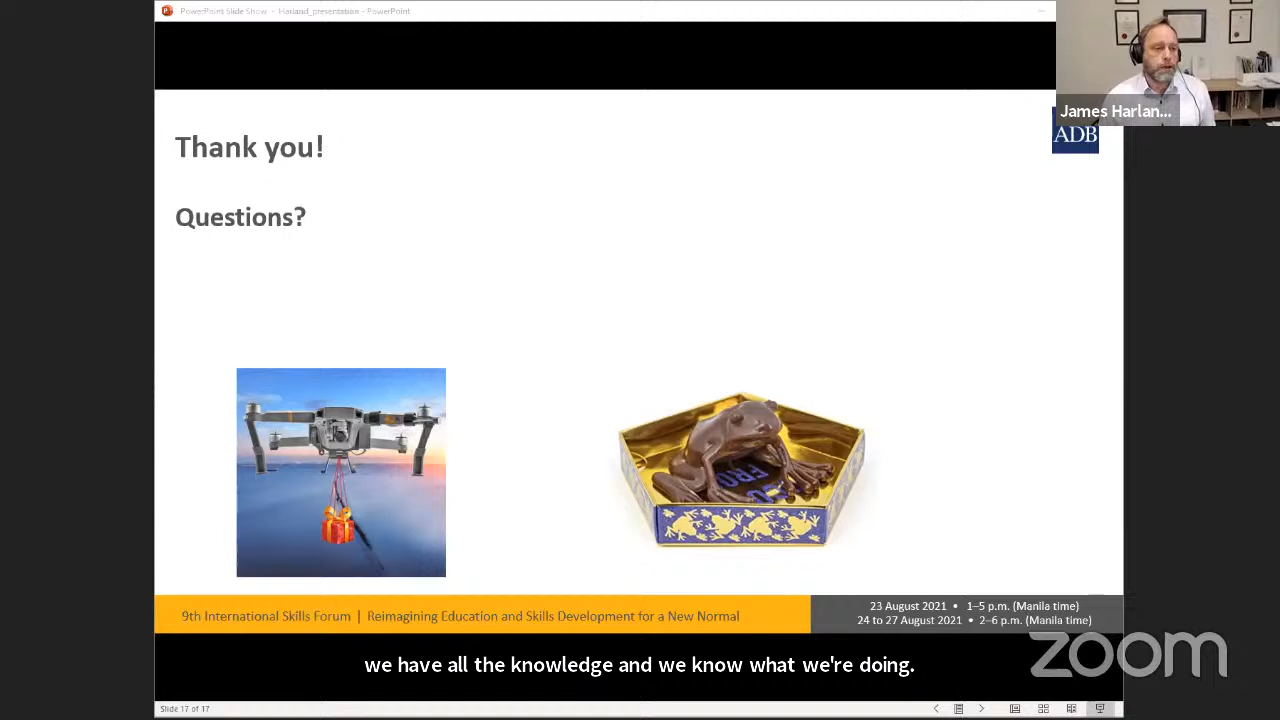 PowerPoint Slide Show - Harland_presentation - PowerPoint
James Harlan...
ADB
Thank you!
Questions?
FRO
9th International Skills Forum | Reimagining Education and Skills Development for a New Normal
23 August 2021 • 1–5 p.m. (Manila time)
24 to 27 August 2021 • 2–6 p.m. (Manila time)
we have all the knowledge and we know what we're doing.
zoom
Slide 17 of 17